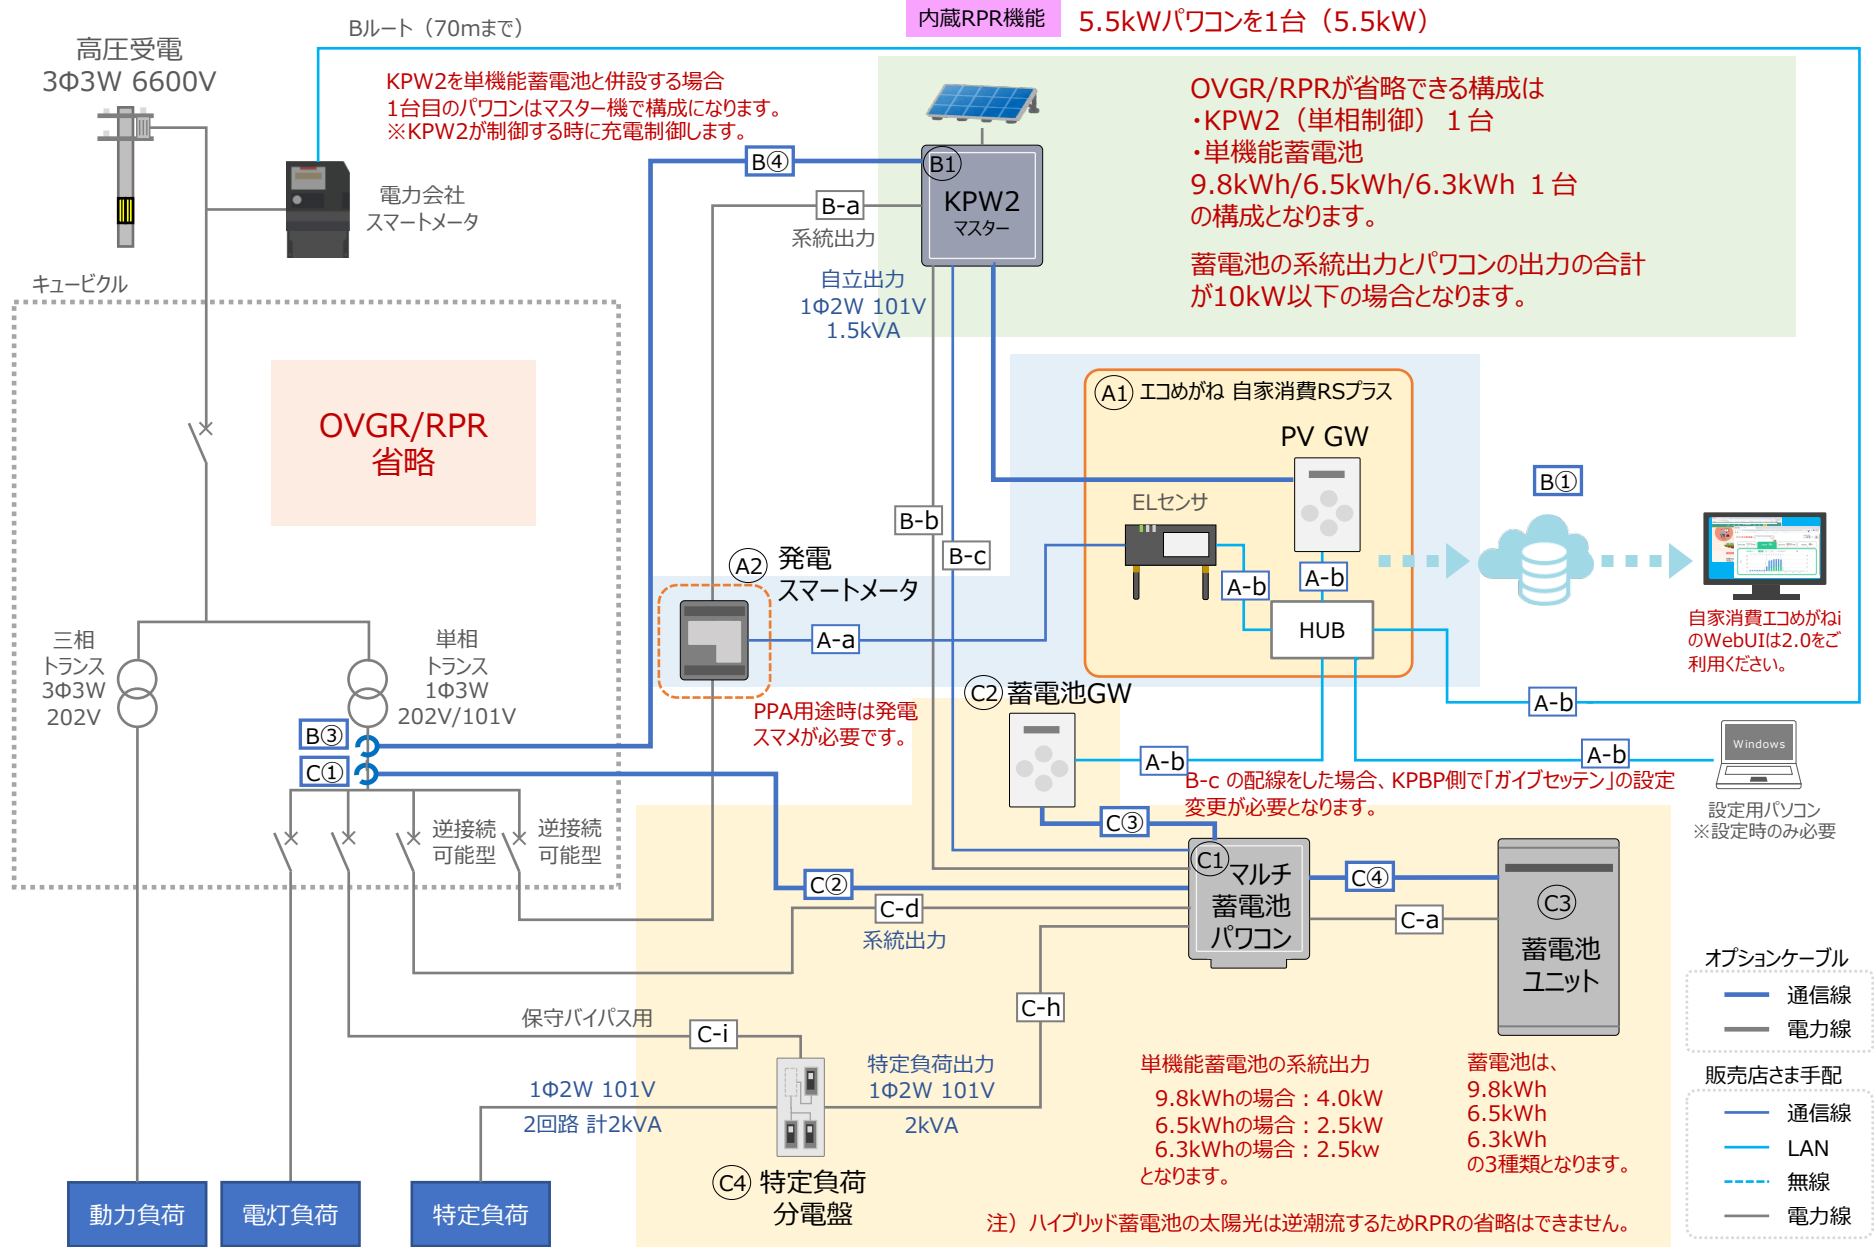 内蔵RPR機能
5.5kWパワコンを1台（5.5kW）
Bルート（70mまで）
高圧受電
3Φ3W 6600V
KPW2を単機能蓄電池と併設する場合
1台目のパワコンはマスター機で構成になります。
※KPW2が制御する時に充電制御します。
電力会社
スマートメータ
B④
B-a
系統出力
B1
KPW2
マスター
自立出力
1Φ2W 101V
1.5kVA
OVGR/RPRが省略できる構成は
・KPW2（単相制御）１台
・単機能蓄電池
9.8kWh/6.5kWh/6.3kWh １台
の構成となります。
蓄電池の系統出力とパワコンの出力の合計
が10kW以下の場合となります。
キュービクル
OVGR/RPR
省略
A1 エコめがね 自家消費RSプラス
PV GW
ELセンサ
B①
B-b
B-c
A2 発電
スマートメータ
A-b
A-b
A-a
HUB
自家消費エコめがねi
のWebUIは2.0をご
利用ください。
三相
トランス
3Φ3W
202V
単相
トランス
1Φ3W
202V/101V
C2 蓄電池GW
A-b
PPA用途時は発電
スマメが必要です。
B③
C①
A-b
A-b
Windows
B-c の配線をした場合、KPBP側で「ガイブセッテン」の設定
変更が必要となります。
設定用パソコン
※設定時のみ必要
逆接続
可能型
逆接続
可能型
C③
C1
マルチ
蓄電池
パワコン
C②
C④
C-d
系統出力
C-a
C3
蓄電池
ユニット
オプションケーブル
通信線
電力線
保守バイパス用
C-i
C-h
1Φ2W 101V
2回路 計2kVA
特定負荷出力
1Φ2W 101V
2kVA
単機能蓄電池の系統出力
9.8kWhの場合：4.0kW
6.5kWhの場合：2.5kW
6.3kWhの場合：2.5kw
となります。
蓄電池は、
9.8kWh
6.5kWh
6.3kWh
の3種類となります。
販売店さま手配
通信線
LAN
無線
電力線
C4 特定負荷
分電盤
動力負荷
電灯負荷
特定負荷
注）ハイブリッド蓄電池の太陽光は逆潮流するためRPRの省略はできません。